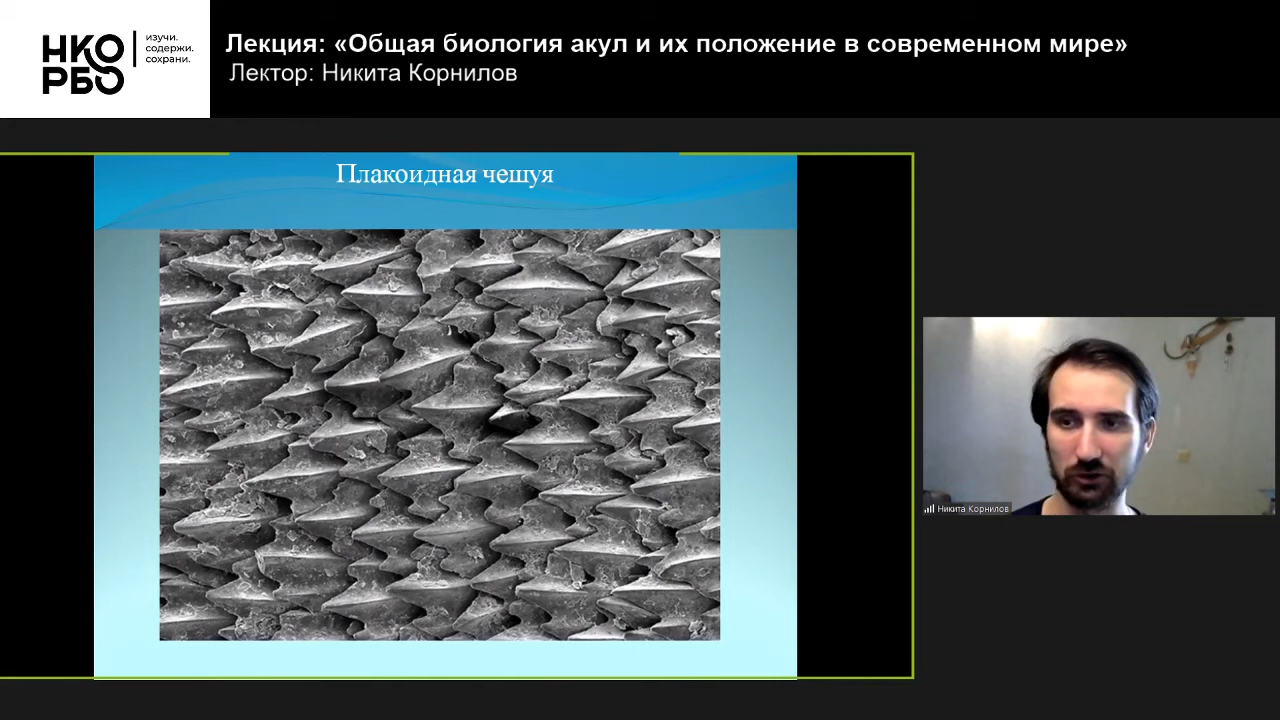 НКО
РБО
изучи.
содержи.
сохрани.
Лекция: «Общая биология акул и их положение в современном мире»
Лектор: Никита Корнилов
Плакоидная чешуя
Никита Корнилов